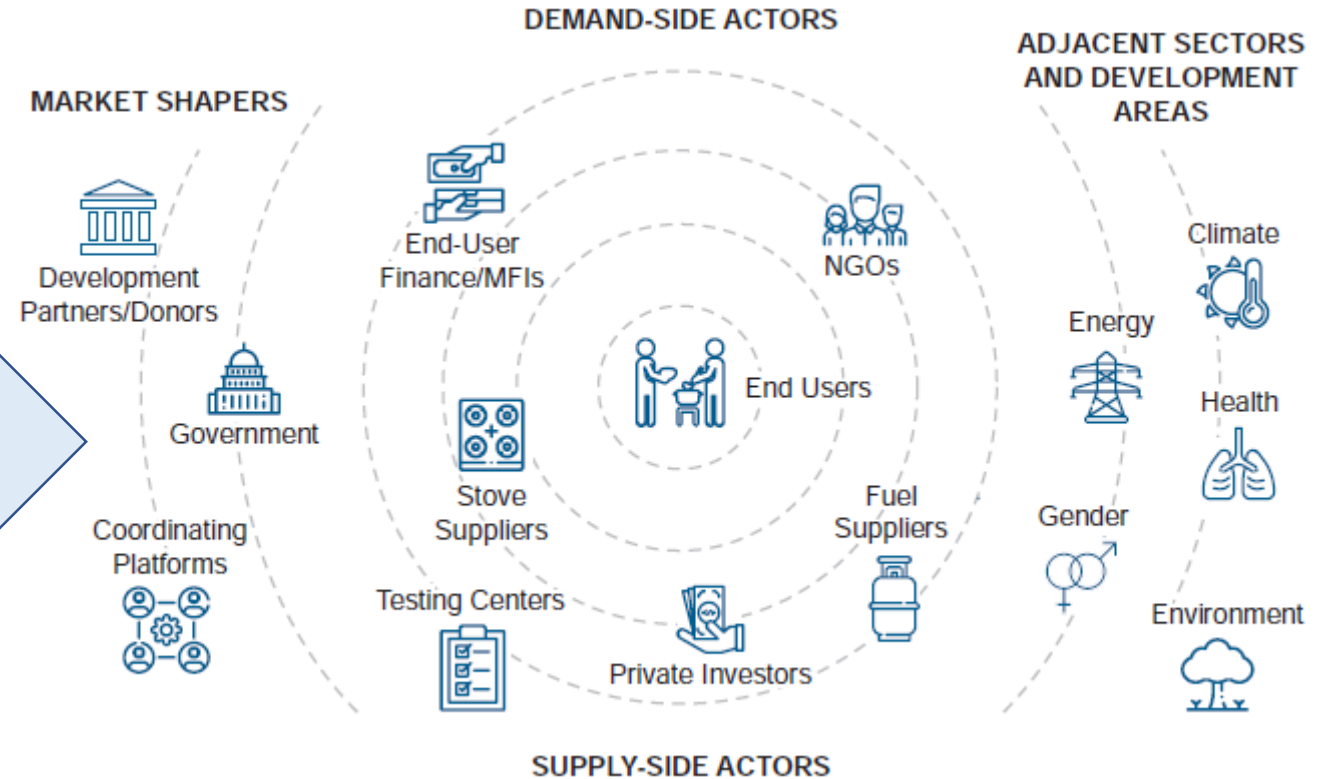 DEMAND-SIDE ACTORS
ADJACENT SECTORS
AND DEVELOPMENT
AREAS
MARKET SHAPERS
End-User
Finance/MFIs
NGOs
Climate
Development
Partners/Donors
Energy
End Users
Health
Government
Stove
Suppliers
Fuel
Suppliers
Gender
Coordinating
Platforms
Testing Centers
Private Investors
Environment
SUPPLY-SIDE ACTORS